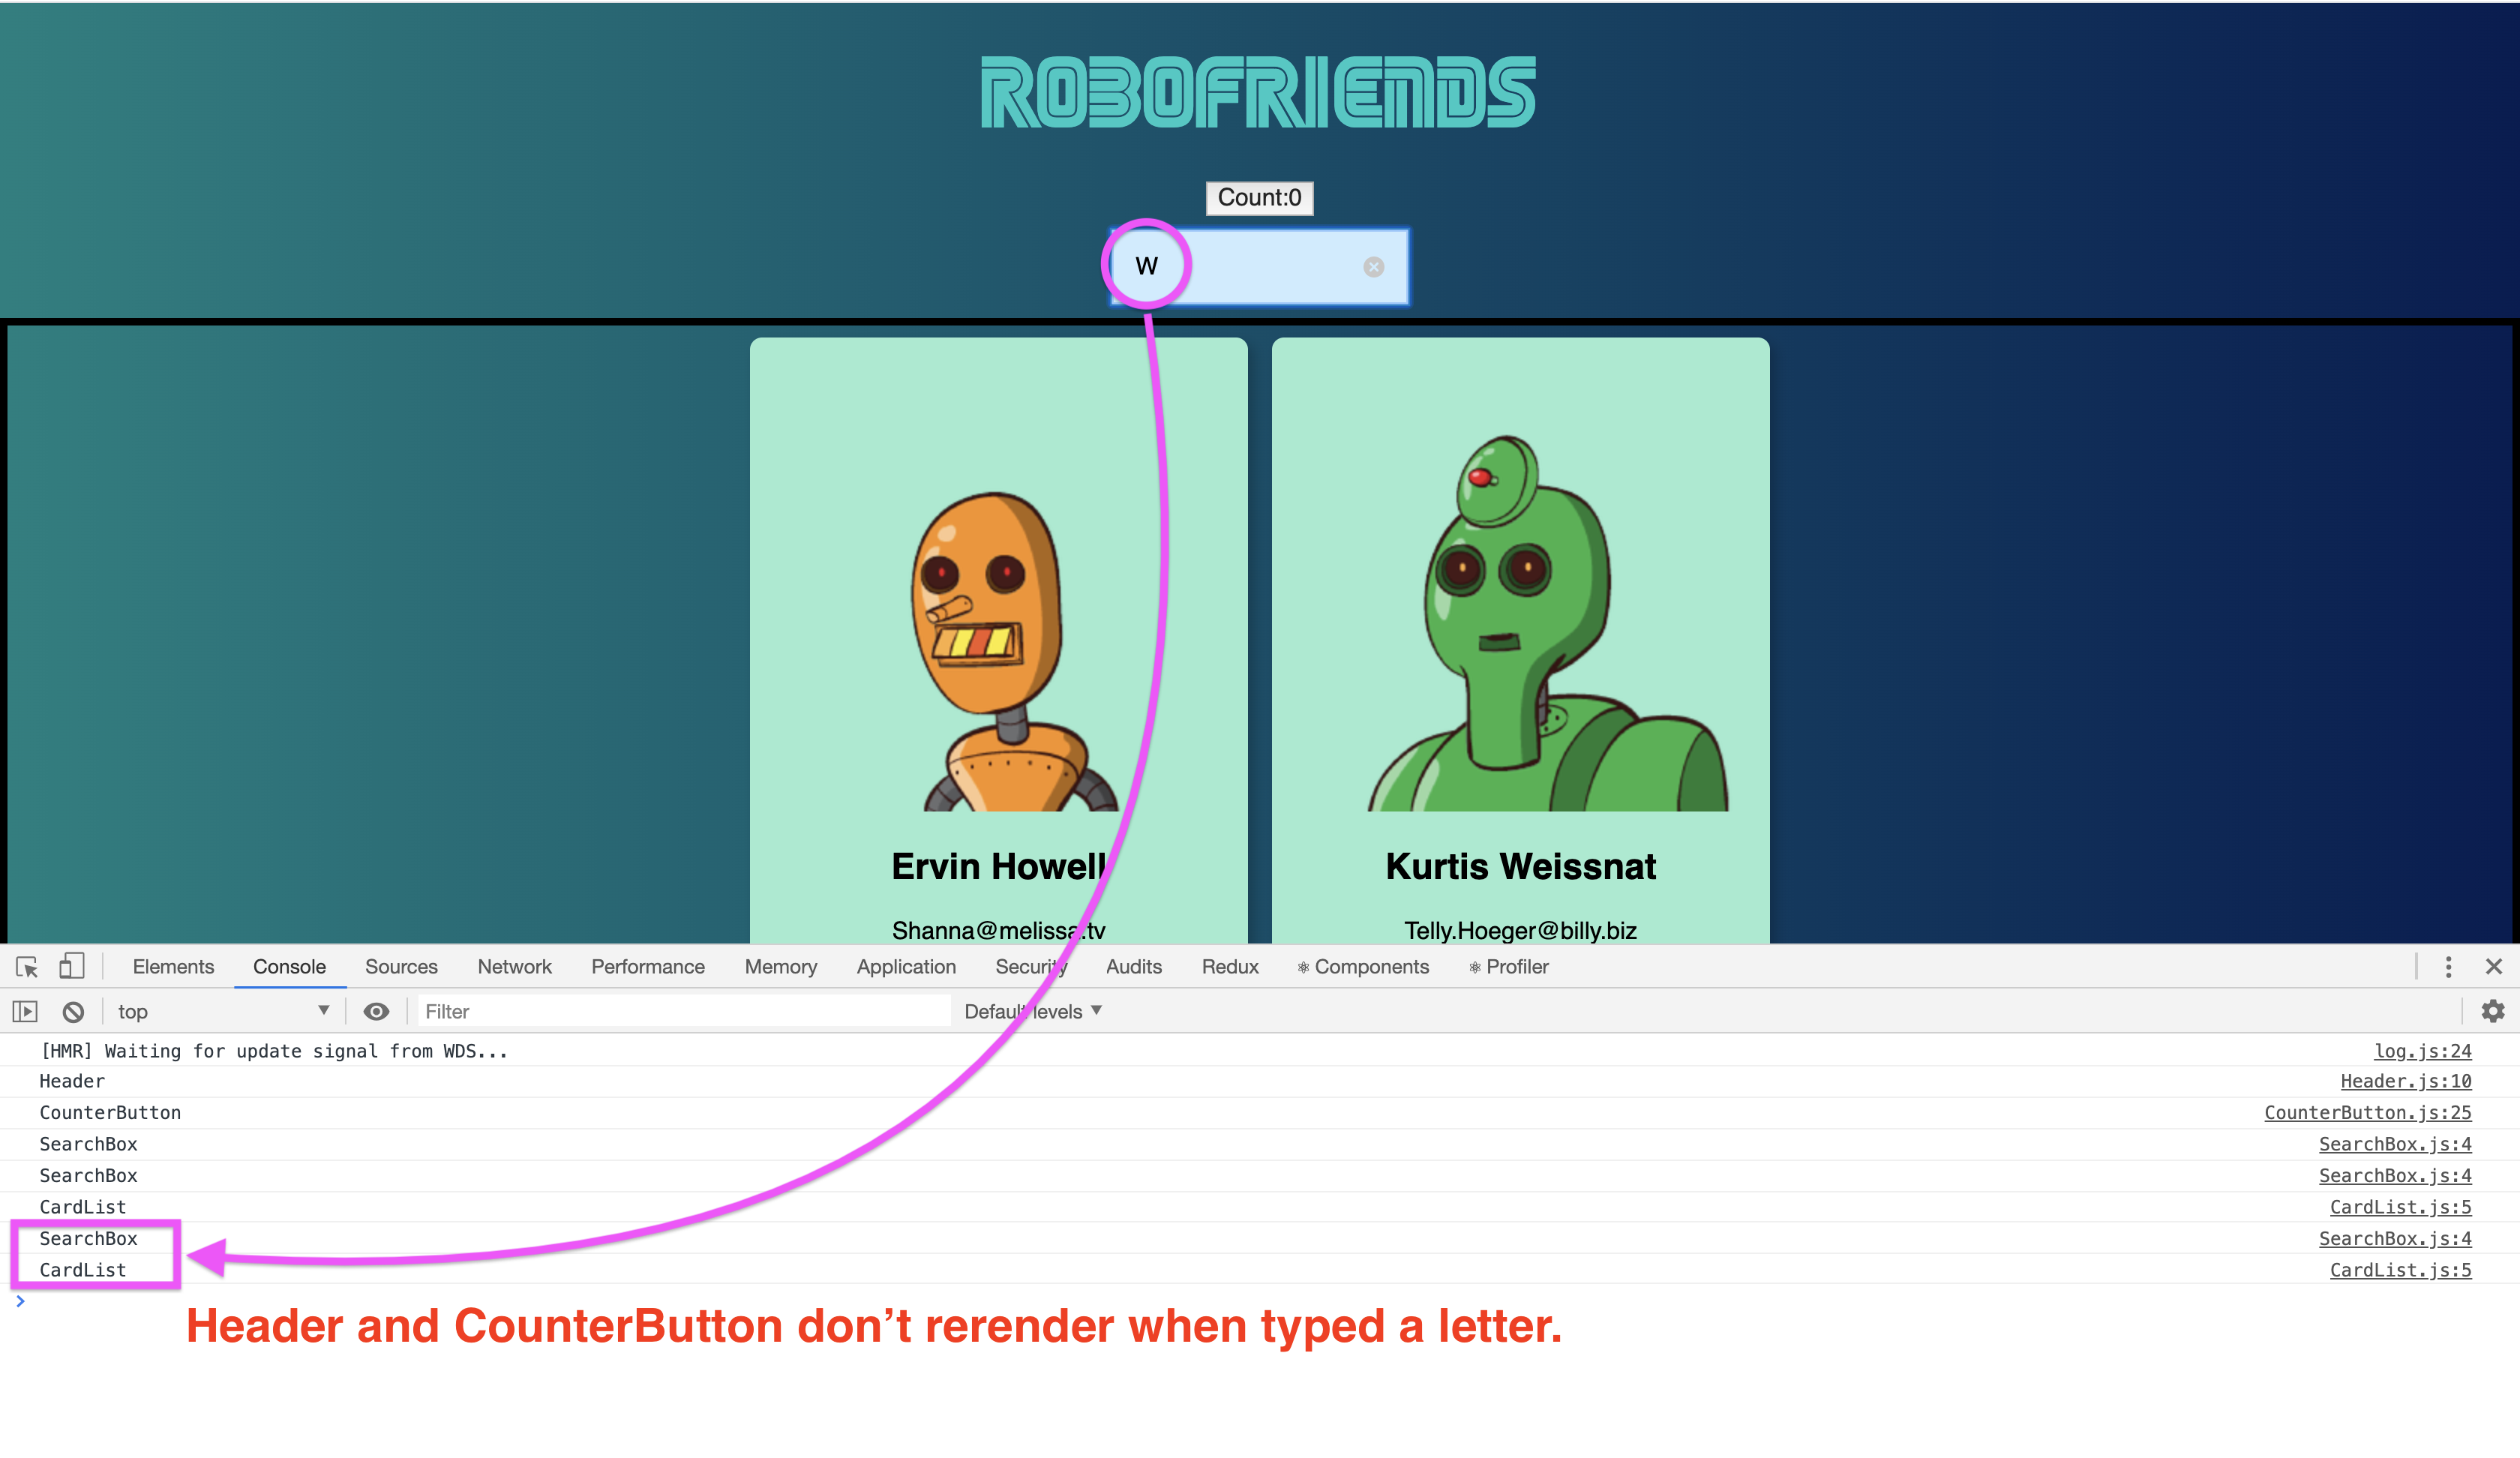 ROBOFRIENDS
Count:0
W
Ervin Howell
Kurtis Weissnat
Shanna@melissa.tv
Telly.Hoeger@billy.biz
Elements Console Sources Network Performance Memory Application Security Audits Redux Components Profiler
top Filter Default levels
[HMR] Waiting for update signal from WDS... log.js:24
Header Header.js:10
CounterButton CounterButton.js:25
SearchBox SearchBox.js:4
SearchBox SearchBox.js:4
CardList CardList.js:5
SearchBox SearchBox.js:4
CardList CardList.js:5
Header and CounterButton don’t rerender when typed a letter.